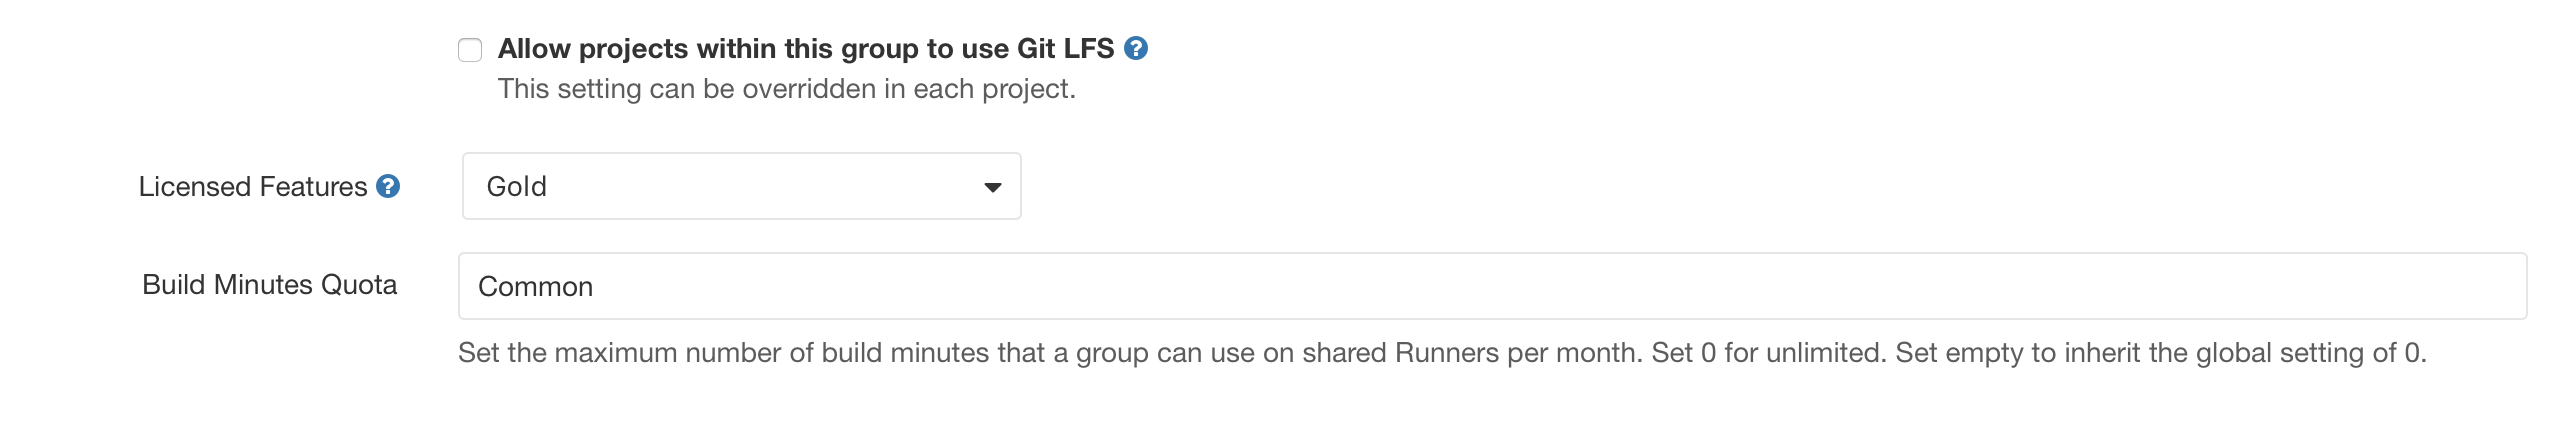 Allow projects within this group to use Git LFS ?
This setting can be overridden in each project.
Licensed Features ? Gold
Build Minutes Quota Common
Set the maximum number of build minutes that a group can use on shared Runners per month. Set 0 for unlimited. Set empty to inherit the global setting of 0.